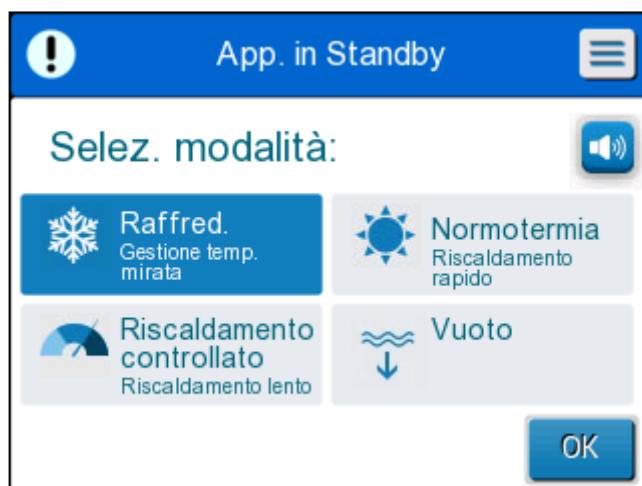 App. in Standby
Selez. modalità:
Raffred.
Gestione temp.
mirata
Normotermia
Riscaldamento
rapido
Riscaldamento
controllato
Riscaldamento lento
Vuoto
OK